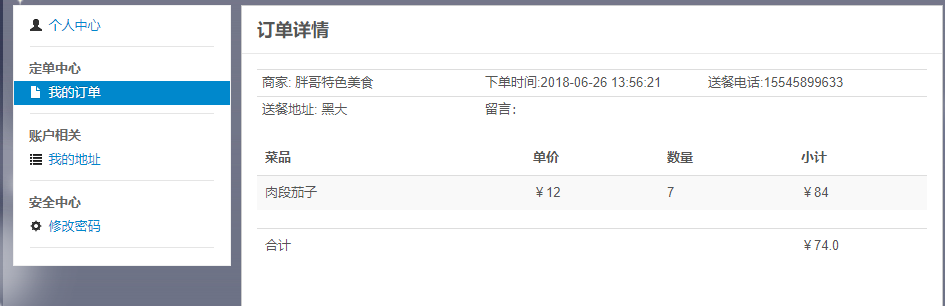 个人中心
定单中心
我的订单
账户相关
我的地址
安全中心
修改密码
订单详情
商家: 胖哥特色美食 下单时间:2018-06-26 13:56:21 送餐电话:15545899633
送餐地址: 黑大 留言:
菜品 单价 数量 小计
肉段茄子 ￥12 7 ￥84
合计 ￥74.0